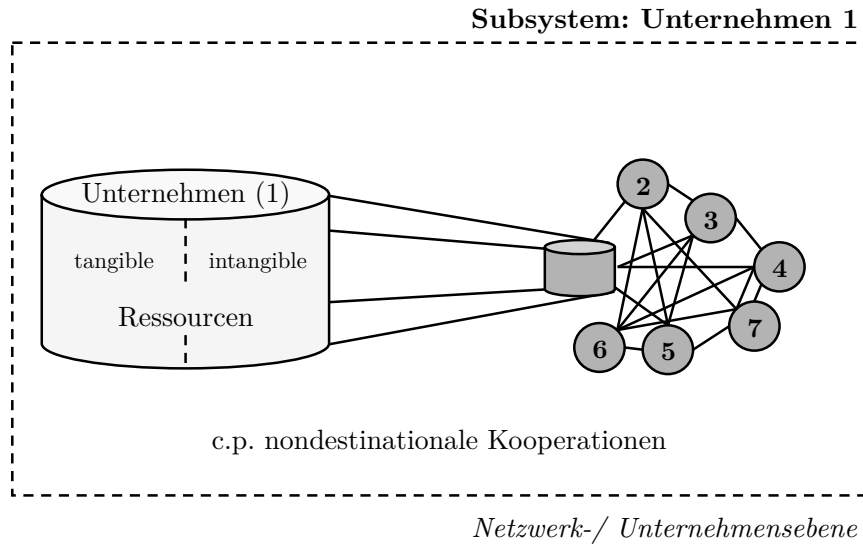 Subsystem: Unternehmen 1
Unternehmen (1)
tangible
intangible
Ressourcen
2
3
4
7
5
6
c.p. nondestinationale Kooperationen
Netzwerk-/ Unternehmensebene